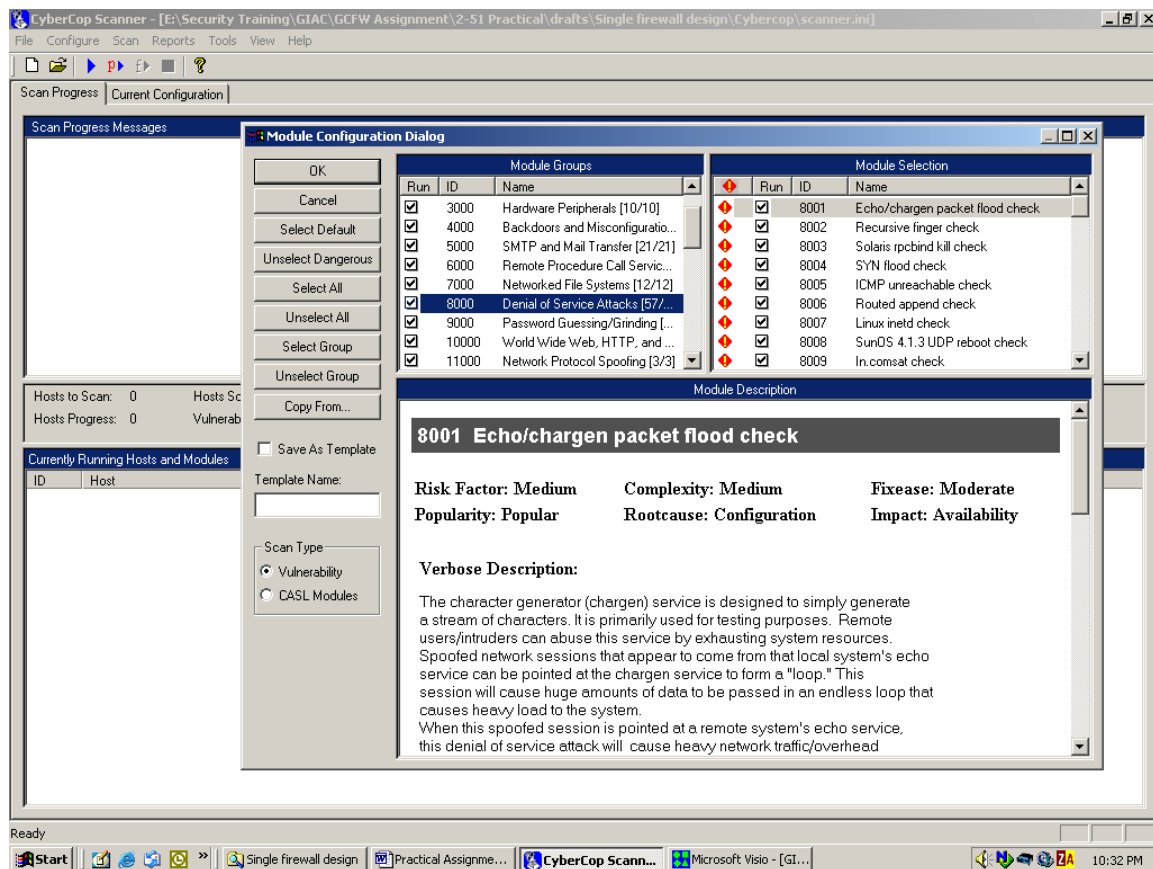 CyberCop Scanner - [E:\Security Training\GIAC\GCFW Assignment\2-51 Practical\drafts\Single firewall design\Cybercop\scanner.ini]
File Configure Scan Reports Tools View Help
Scan Progress Current Configuration
Scan Progress Messages
Module Configuration Dialog
OK
Cancel
Select Default
Unselect Dangerous
Select All
Unselect All
Select Group
Unselect Group
Copy From...
Save As Template
Template Name:
Scan Type
Vulnerability
CASL Modules
Module Groups
Run ID Name
3000 Hardware Peripherals [10/10]
4000 Backdoors and Misconfiguratio...
5000 SMTP and Mail Transfer [21/21]
6000 Remote Procedure Call Servic...
7000 Networked File Systems [12/12]
8000 Denial of Service Attacks [57/...
9000 Password Guessing/Grinding [...
10000 World Wide Web, HTTP, and ...
11000 Network Protocol Spoofing [3/3]
Module Selection
Run ID Name
8001 Echo/chargen packet flood check
8002 Recursive finger check
8003 Solaris rpcbind kill check
8004 SYN flood check
8005 ICMP unreachable check
8006 Routed append check
8007 Linux inetd check
8008 SunOS 4.1.3 UDP reboot check
8009 In.comsat check
Module Description
8001 Echo/chargen packet flood check
Risk Factor: Medium Complexity: Medium Fixease: Moderate
Popularity: Popular Rootcause: Configuration Impact: Availability
Verbose Description:
The character generator (chargen) service is designed to simply generate
a stream of characters. It is primarily used for testing purposes. Remote
users/intruders can abuse this service by exhausting system resources.
Spoofed network sessions that appear to come from that local system's echo
service can be pointed at the chargen service to form a "loop." This
session will cause huge amounts of data to be passed in an endless loop that
causes heavy load to the system.
When this spoofed session is pointed at a remote system's echo service,
this denial of service attack will cause heavy network traffic/overhead
Hosts to Scan: 0 Hosts Sc
Hosts Progress: 0 Vulnerab
Currently Running Hosts and Modules
ID Host
Ready
Start Single firewall design Practical Assignme... CyberCop Scann... Microsoft Visio - [GI... 10:32 PM